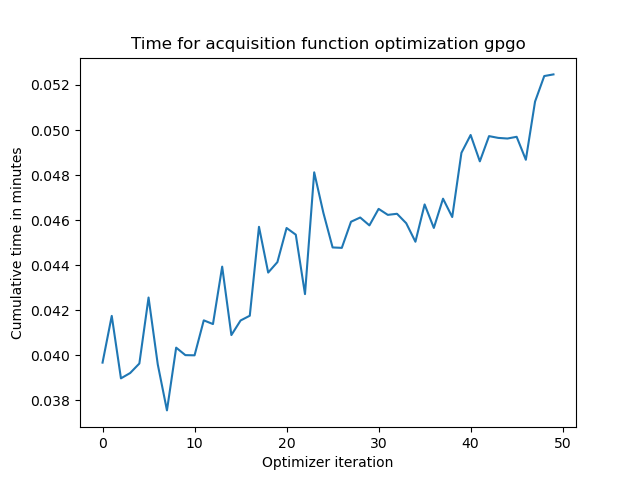 Time for acquisition function optimization gpgo
0.052
0.050
0.048
0.046
0.044
0.042
0.040
0.038
Cumulative time in minutes
0 10 20 30 40 50
Optimizer iteration